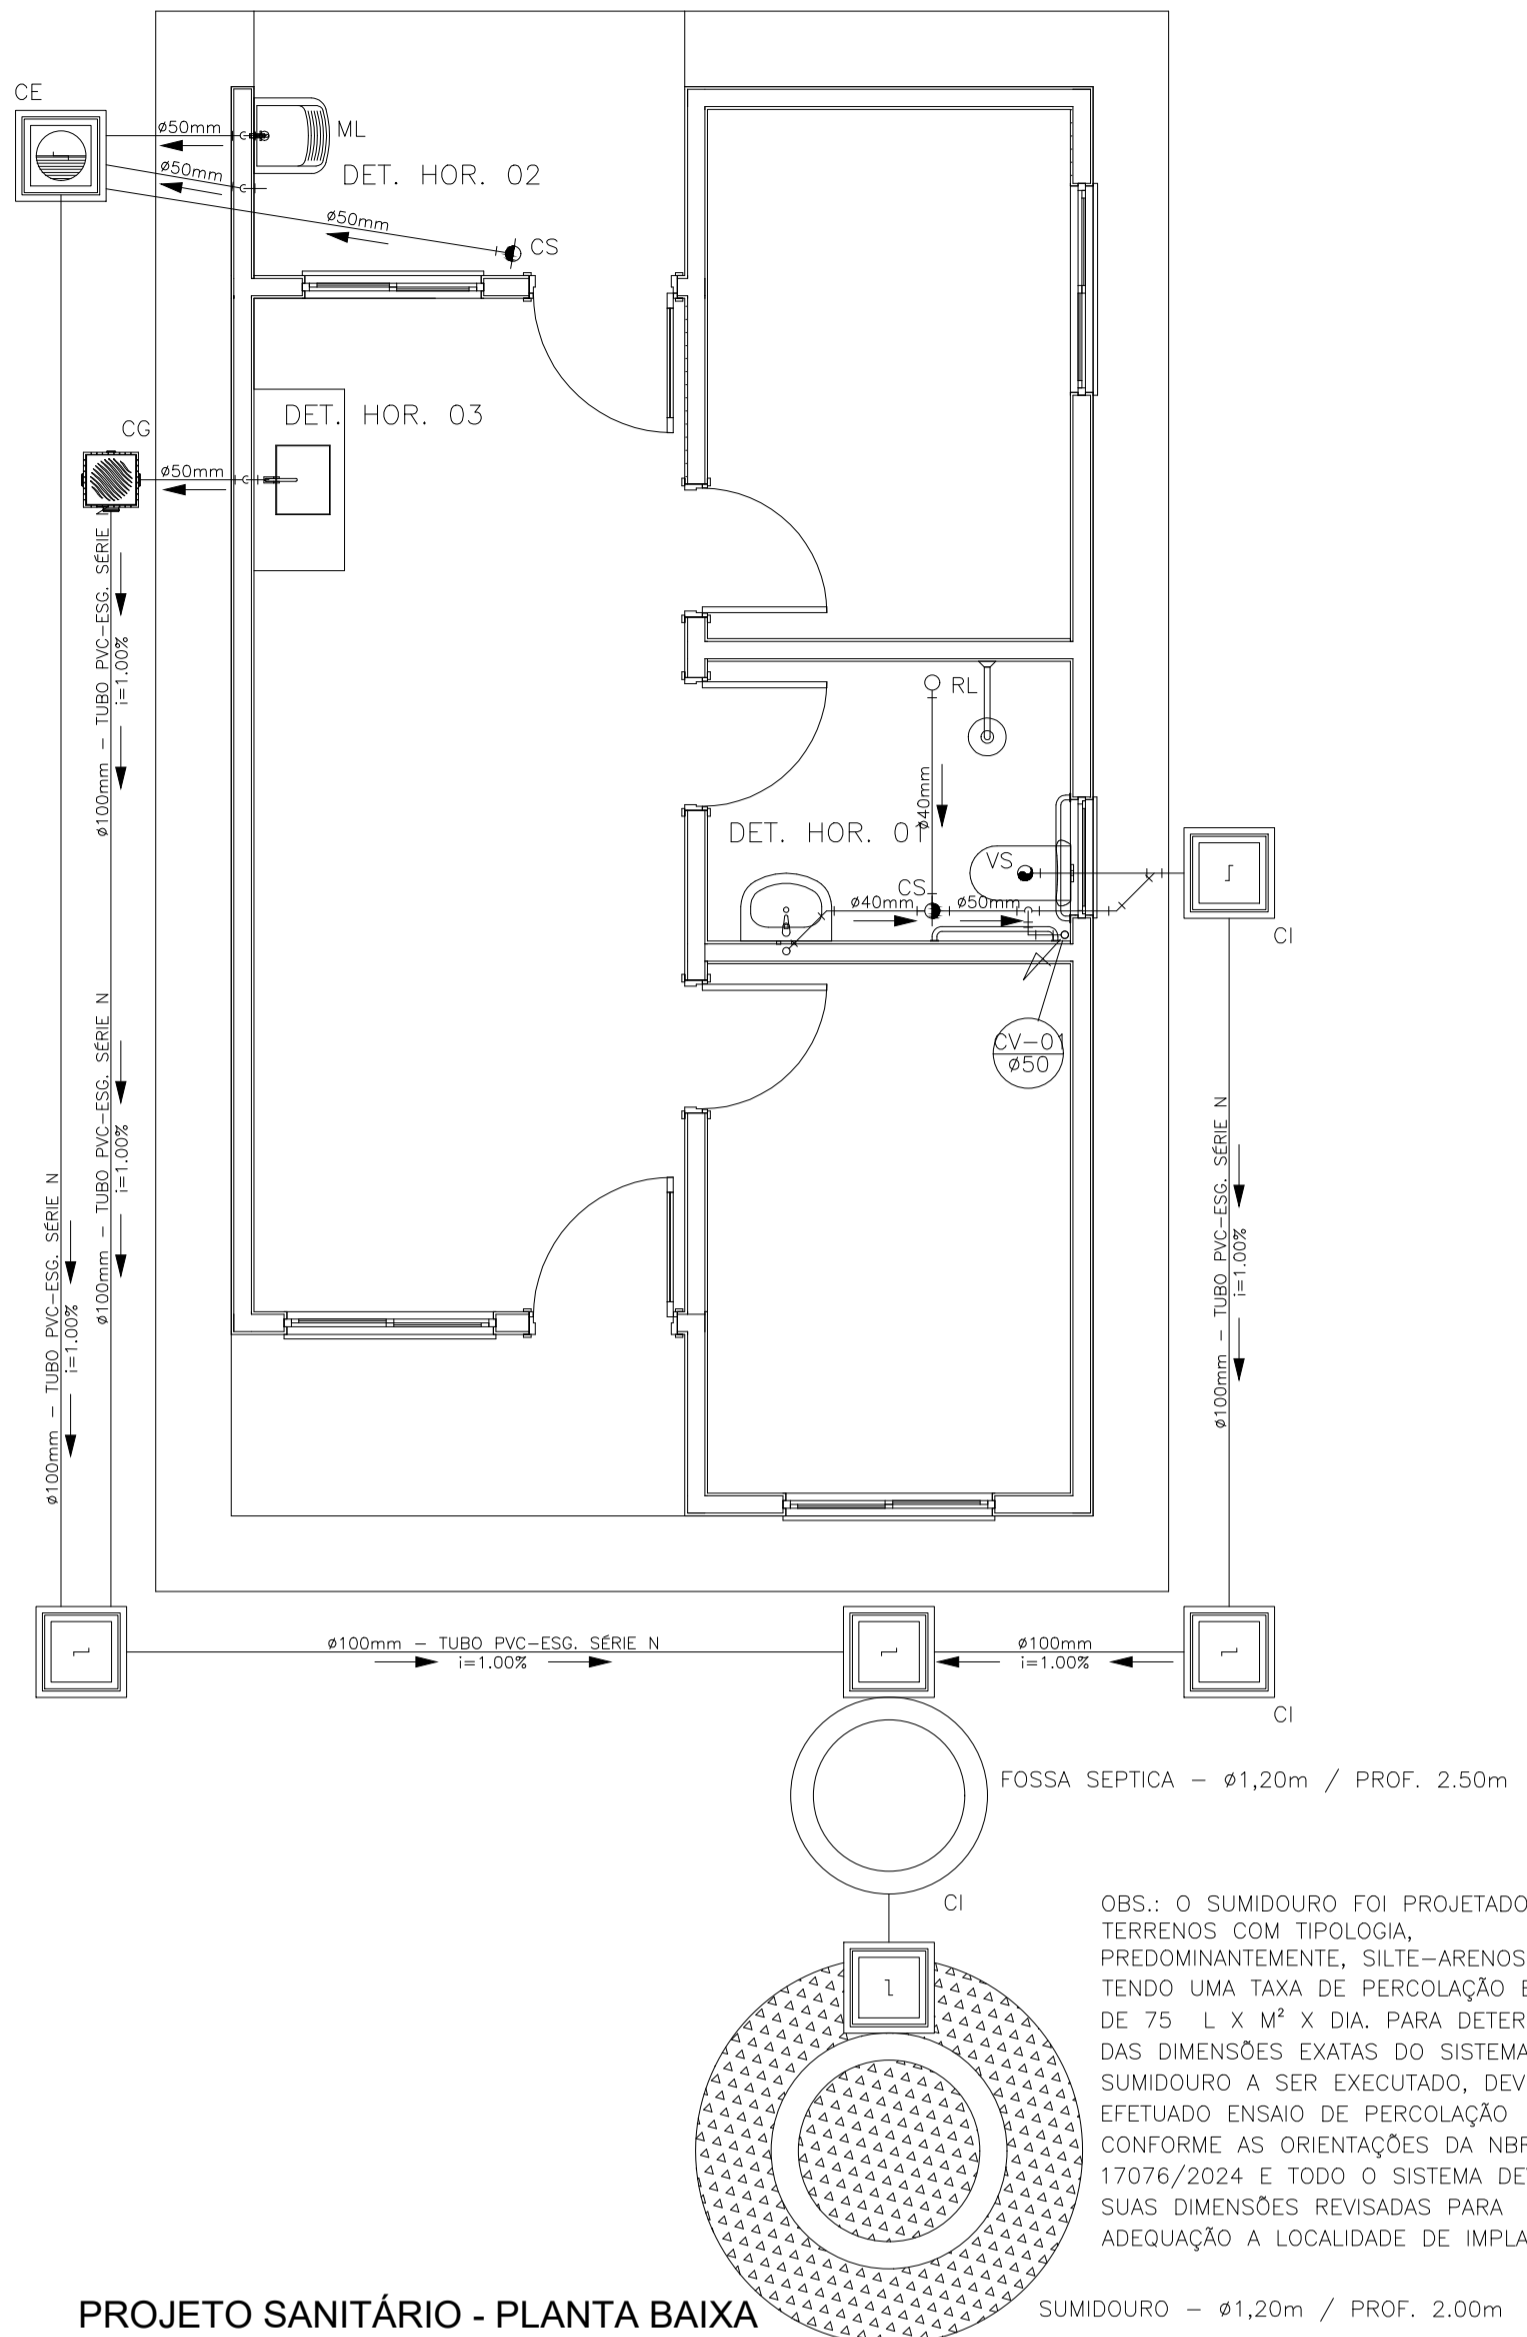 CE
ø50mm
ML
ø50mm
DET. HOR. 02
ø50mm
CS
DET. HOR. 03
CG
ø50mm
ø100mm – TUBO PVC–ESG. SÉRIE N
i=1.00%
RL
ø40mm
DET. HOR. 01
VS
CS
ø40mm
ø50mm
CI
CV–01
ø50
ø100mm – TUBO PVC–ESG. SÉRIE N
i=1.00%
ø100mm – TUBO PVC–ESG. SÉRIE N
i=1.00%
ø100mm – TUBO PVC–ESG. SÉRIE N
i=1.00%
ø100mm – TUBO PVC–ESG. SÉRIE N
i=1.00%
ø100mm
i=1.00%
CI
FOSSA SEPTICA – ø1,20m / PROF. 2.50m
CI
OBS.: O SUMIDOURO FOI PROJETADO
TERRENOS COM TIPOLOGIA,
PREDOMINANTEMENTE, SILTE–ARENOS
TENDO UMA TAXA DE PERCOLAÇÃO
DE 75 L X M² X DIA. PARA DETER
DAS DIMENSÕES EXATAS DO SISTEMA
SUMIDOURO A SER EXECUTADO, DEV
EFETUADO ENSAIO DE PERCOLAÇÃO
CONFORME AS ORIENTAÇÕES DA NBR
17076/2024 E TODO O SISTEMA DE
SUAS DIMENSÕES REVISADAS PARA
ADEQUAÇÃO A LOCALIDADE DE IMPLA
PROJETO SANITÁRIO - PLANTA BAIXA
SUMIDOURO – ø1,20m / PROF. 2.00m